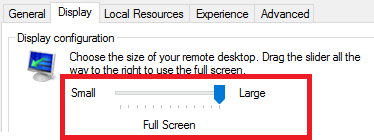 General Display Local Resources Experience Advanced
Display configuration
Choose the size of your remote desktop. Drag the slider all the
way to the right to use the full screen.
Small Large
Full Screen